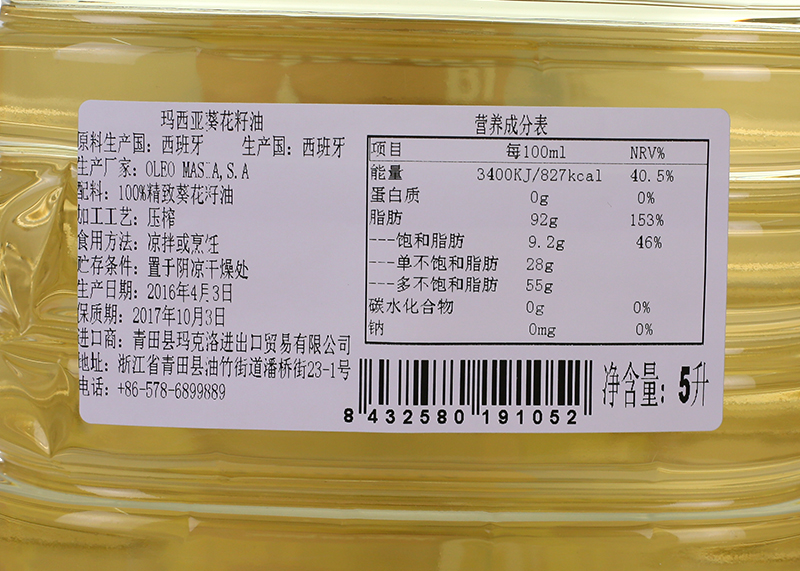 玛西亚葵花籽油
原料生产国：西班牙 生产国：西班牙
生产厂家：OLEO MASIA,S.A
配料：100%精致葵花籽油
加工工艺：压榨
食用方法：凉拌或烹饪
贮存条件：置于阴凉干燥处
生产日期：2016年4月3日
保质期：2017年10月3日
进口商：青田县玛克洛进出口贸易有限公司
地址：浙江省青田县油竹街道潘桥街23-1号
电话：+86-578-6899889
营养成分表
项目 每100ml NRV%
能量 3400KJ/827kcal 40.5%
蛋白质 0g 0%
脂肪 92g 153%
---饱和脂肪 9.2g 46%
---单不饱和脂肪 28g
---多不饱和脂肪 55g
碳水化合物 0g 0%
钠 0mg 0%
8 432580 191052
净含量：5升